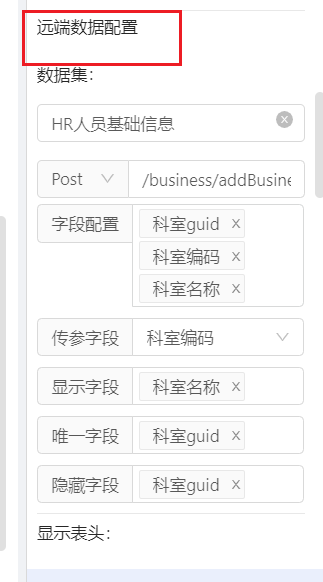 远端数据配置
数据集：
HR人员基础信息
Post /business/addBusine
字段配置 科室guid x
科室编码 x
科室名称 x
传参字段 科室编码
显示字段 科室名称 x
唯一字段 科室guid x
隐藏字段 科室guid x
显示表头：